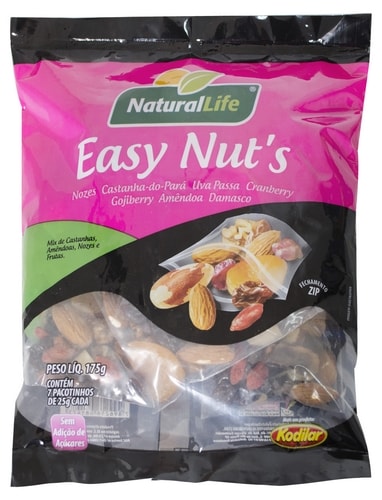 NaturalLife®
Easy Nut's
Nozes Castanha-do-Pará Uva Passa Cranberry
Gojiberry Amêndoa Damasco
Mix de Castanhas,
Amêndoas, Nozes e
Frutas.
FECHAMENTO
ZIP
PESO LÍQ. 175g
CONTÉM
7 PACOTINHOS
DE 25g CADA
Sem
Adição de
Açúcares
Kodilar